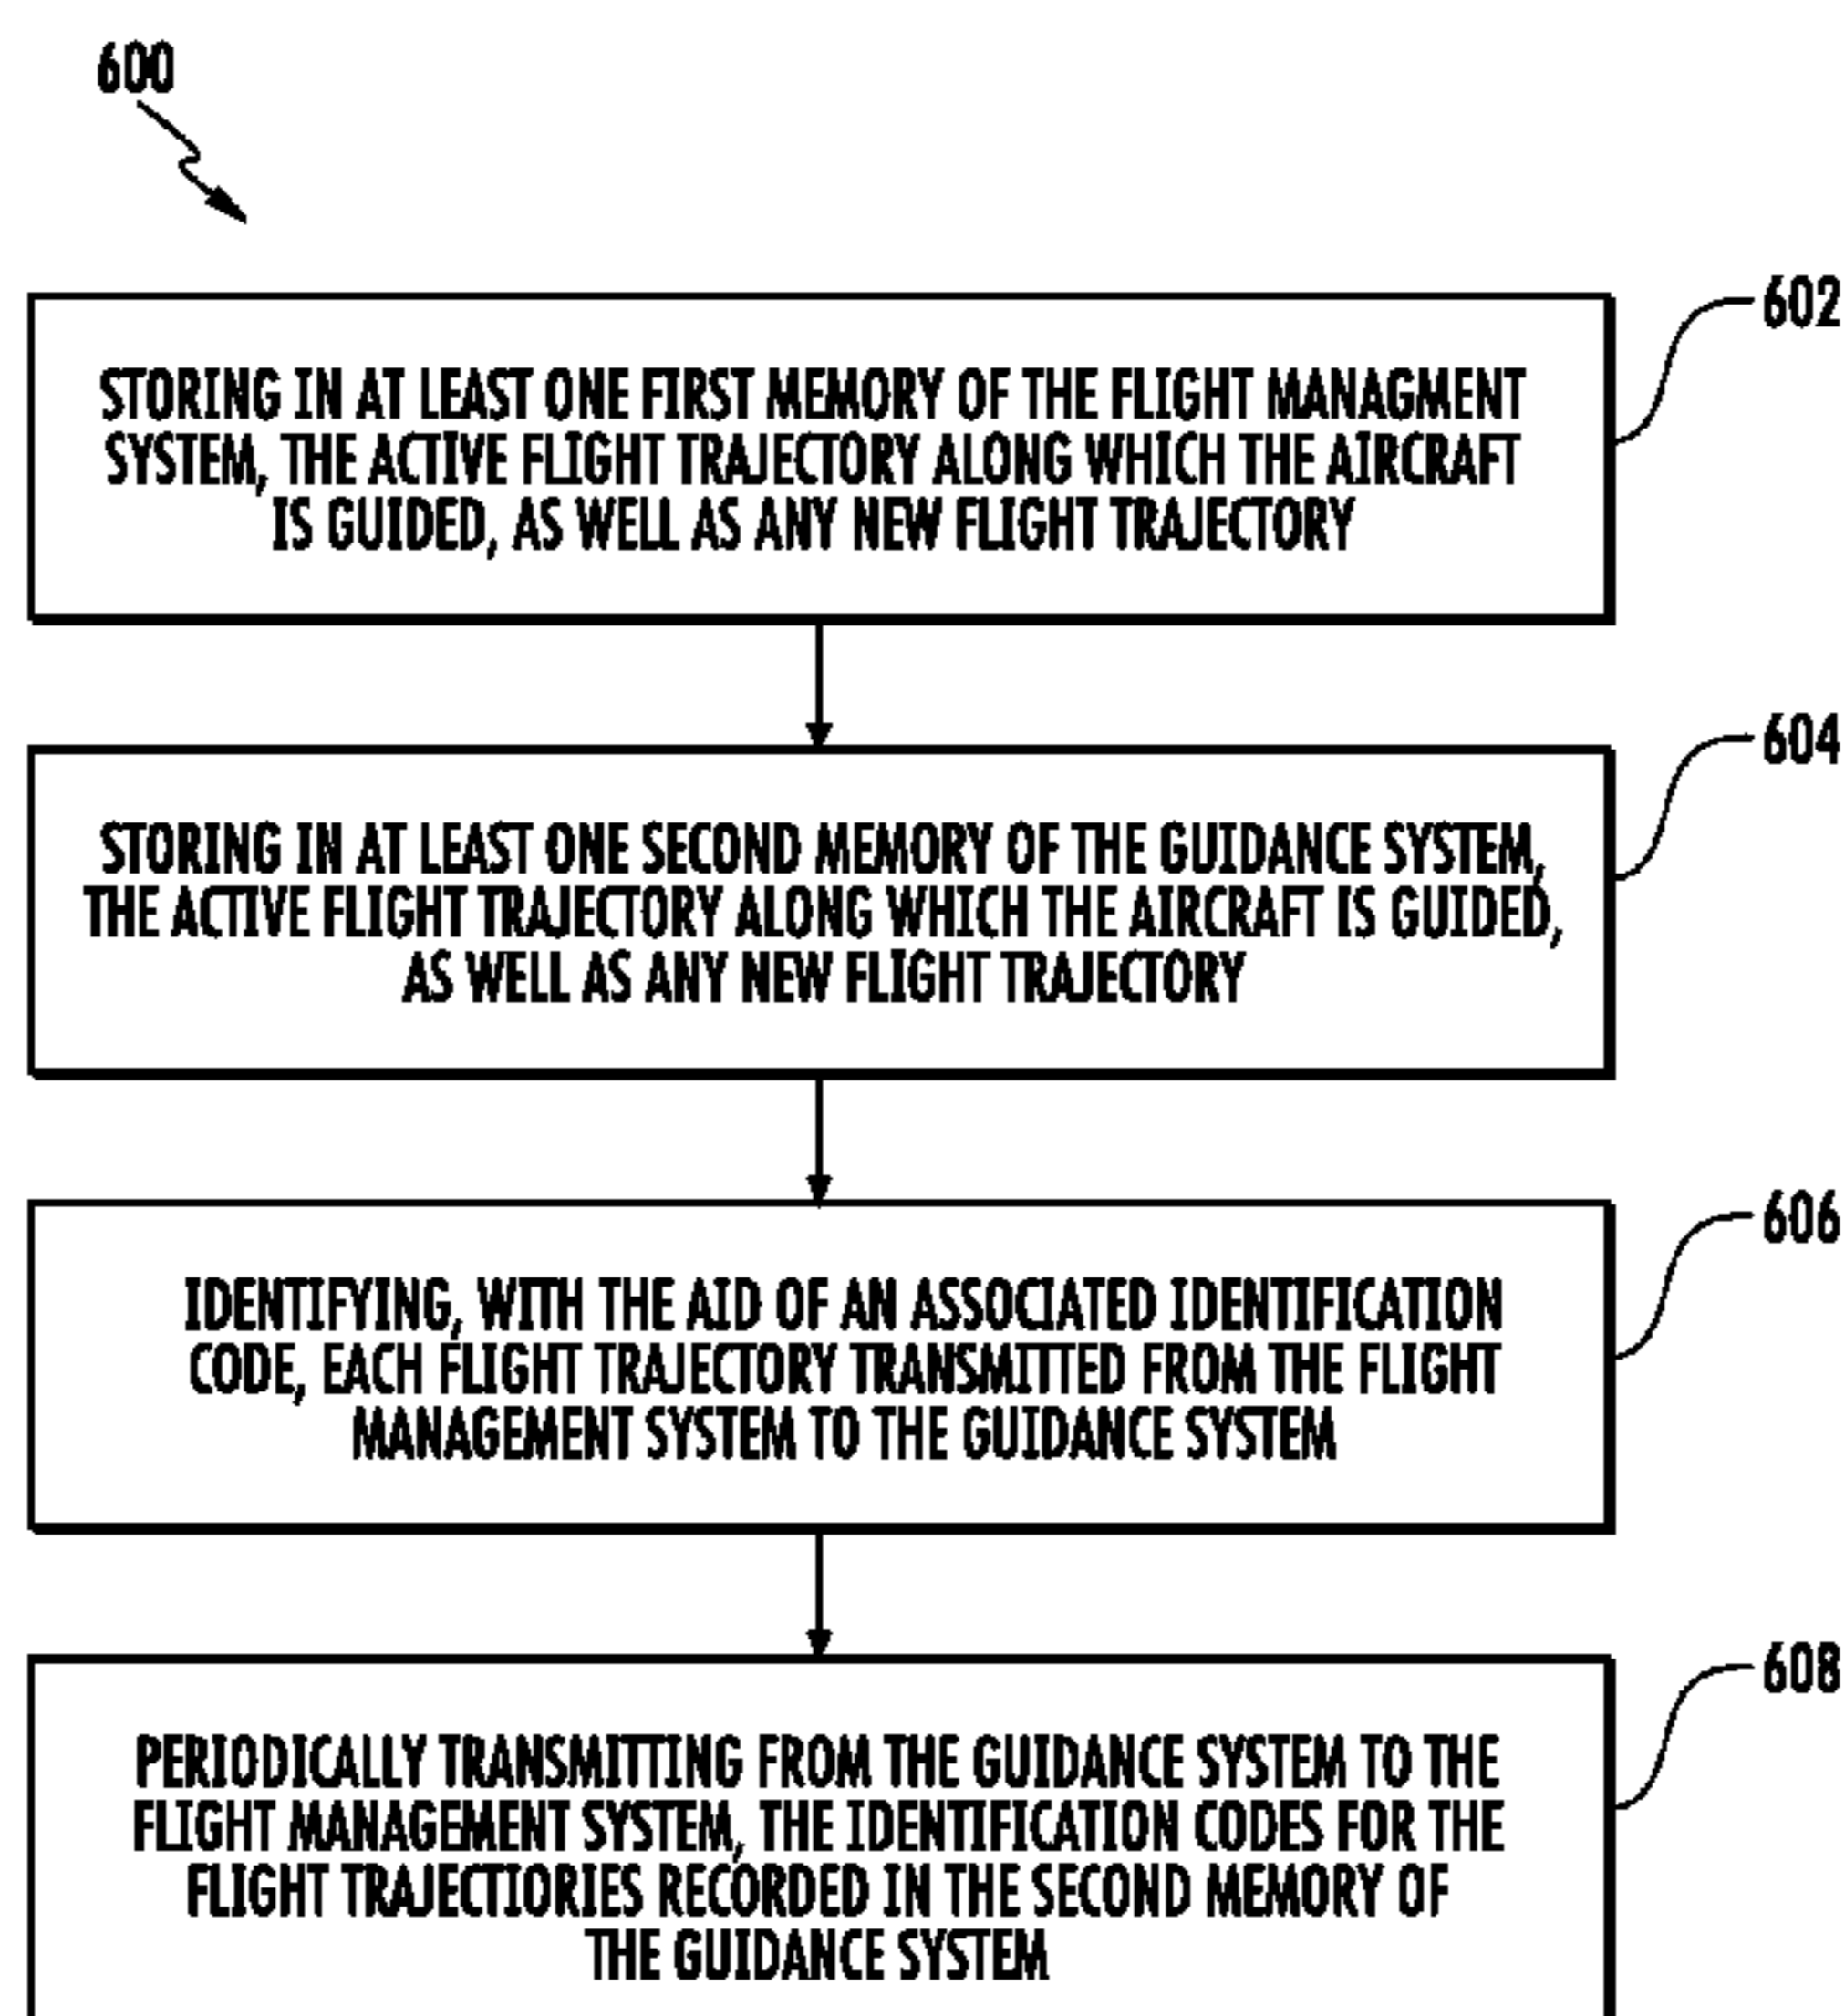 600
602
STORING IN AT LEAST ONE FIRST MEMORY OF THE FLIGHT MANAGMENT
SYSTEM, THE ACTIVE FLIGHT TRAJECTORY ALONG WHICH THE AIRCRAFT
IS GUIDED, AS WELL AS ANY NEW FLIGHT TRAJECTORY
604
STORING IN AT LEAST ONE SECOND MEMORY OF THE GUIDANCE SYSTEM,
THE ACTIVE FLIGHT TRAJECTORY ALONG WHICH THE AIRCRAFT IS GUIDED,
AS WELL AS ANY NEW FLIGHT TRAJECTORY
606
IDENTIFYING, WITH THE AID OF AN ASSOCIATED IDENTIFICATION
CODE, EACH FLIGHT TRAJECTORY TRANSMITTED FROM THE FLIGHT
MANAGEMENT SYSTEM TO THE GUIDANCE SYSTEM
608
PERIODICALLY TRANSMITTING FROM THE GUIDANCE SYSTEM TO THE
FLIGHT MANAGEMENT SYSTEM, THE IDENTIFICATION CODES FOR THE
FLIGHT TRAJECTIORIES RECORDED IN THE SECOND MEMORY OF
THE GUIDANCE SYSTEM